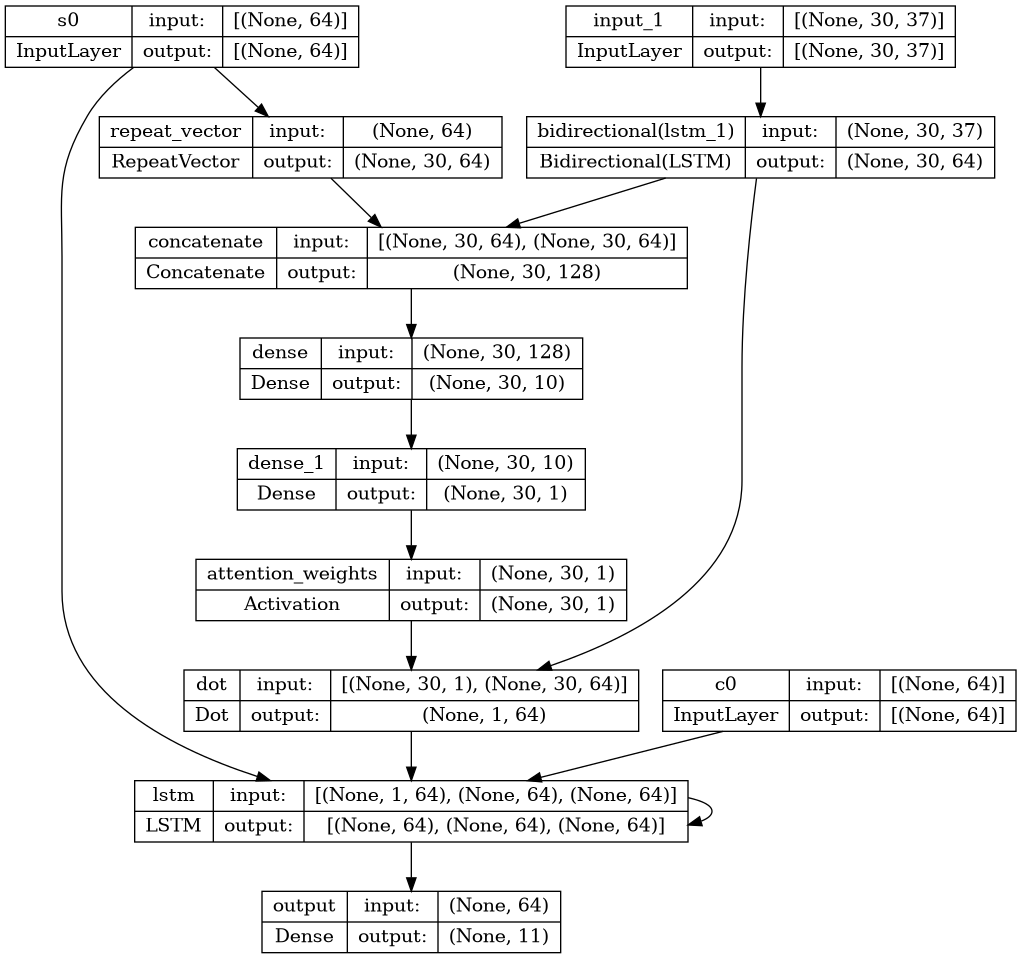 s0 input: [(None, 64)]
InputLayer output: [(None, 64)]
input_1 input: [(None, 30, 37)]
InputLayer output: [(None, 30, 37)]
repeat_vector input: (None, 64)
RepeatVector output: (None, 30, 64)
bidirectional(lstm_1) input: (None, 30, 37)
Bidirectional(LSTM) output: (None, 30, 64)
concatenate input: [(None, 30, 64), (None, 30, 64)]
Concatenate output: (None, 30, 128)
dense input: (None, 30, 128)
Dense output: (None, 30, 10)
dense_1 input: (None, 30, 10)
Dense output: (None, 30, 1)
attention_weights input: (None, 30, 1)
Activation output: (None, 30, 1)
dot input: [(None, 30, 1), (None, 30, 64)]
Dot output: (None, 1, 64)
c0 input: [(None, 64)]
InputLayer output: [(None, 64)]
lstm input: [(None, 1, 64), (None, 64), (None, 64)]
LSTM output: [(None, 64), (None, 64), (None, 64)]
output input: (None, 64)
Dense output: (None, 11)